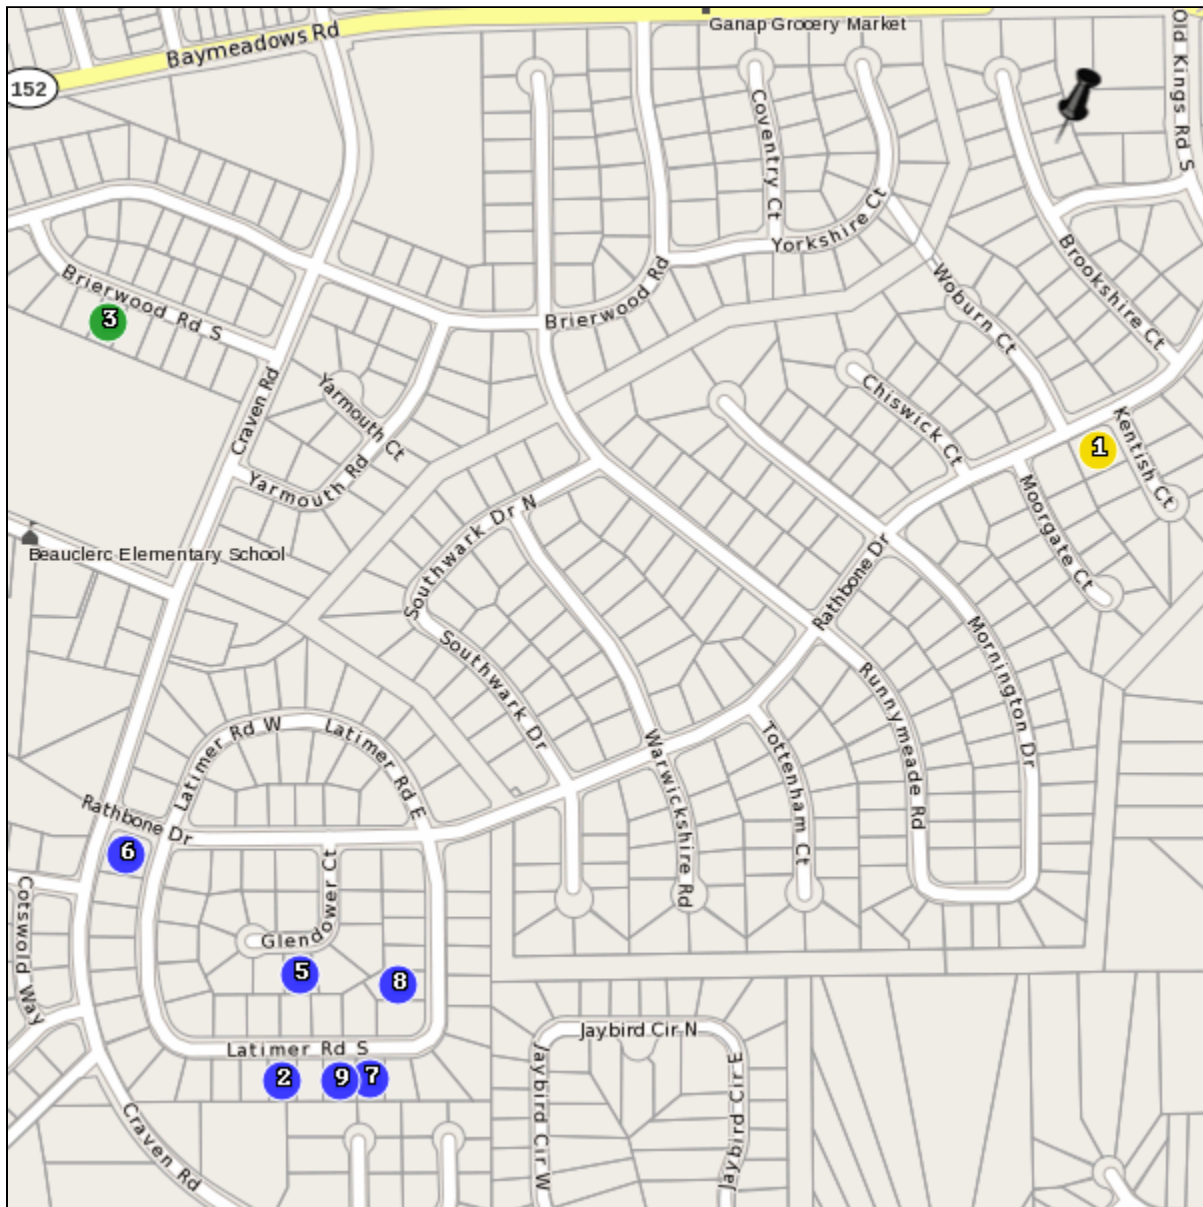 Ganap Grocery Market
Baymeadows Rd
152
Old Kings Rd S
Coventry Ct
Yorkshire Ct
Brierwood Rd S
3
Brierwood Rd
Woburn Ct
Brookshire Ct
Craven Rd
Yarmouth Ct
Yarmouth Rd
Chiswick Ct
Kentish Ct
1
Moorgate Ct
Southwark Dr N
Beauclerc Elementary School
Rathbone Dr
Southwark Dr
Mornington Dr
Runnymeade Rd
Latimer Rd W
Latimer Rd E
Warwickshire Rd
Tottenham Ct
Rathbone Dr
6
Cotswold Way
Glendower Ct
5
8
Latimer Rd S
2
9
7
Jaybird Cir N
Jaybird Cir W
Jaybird Cir E
Craven Rd